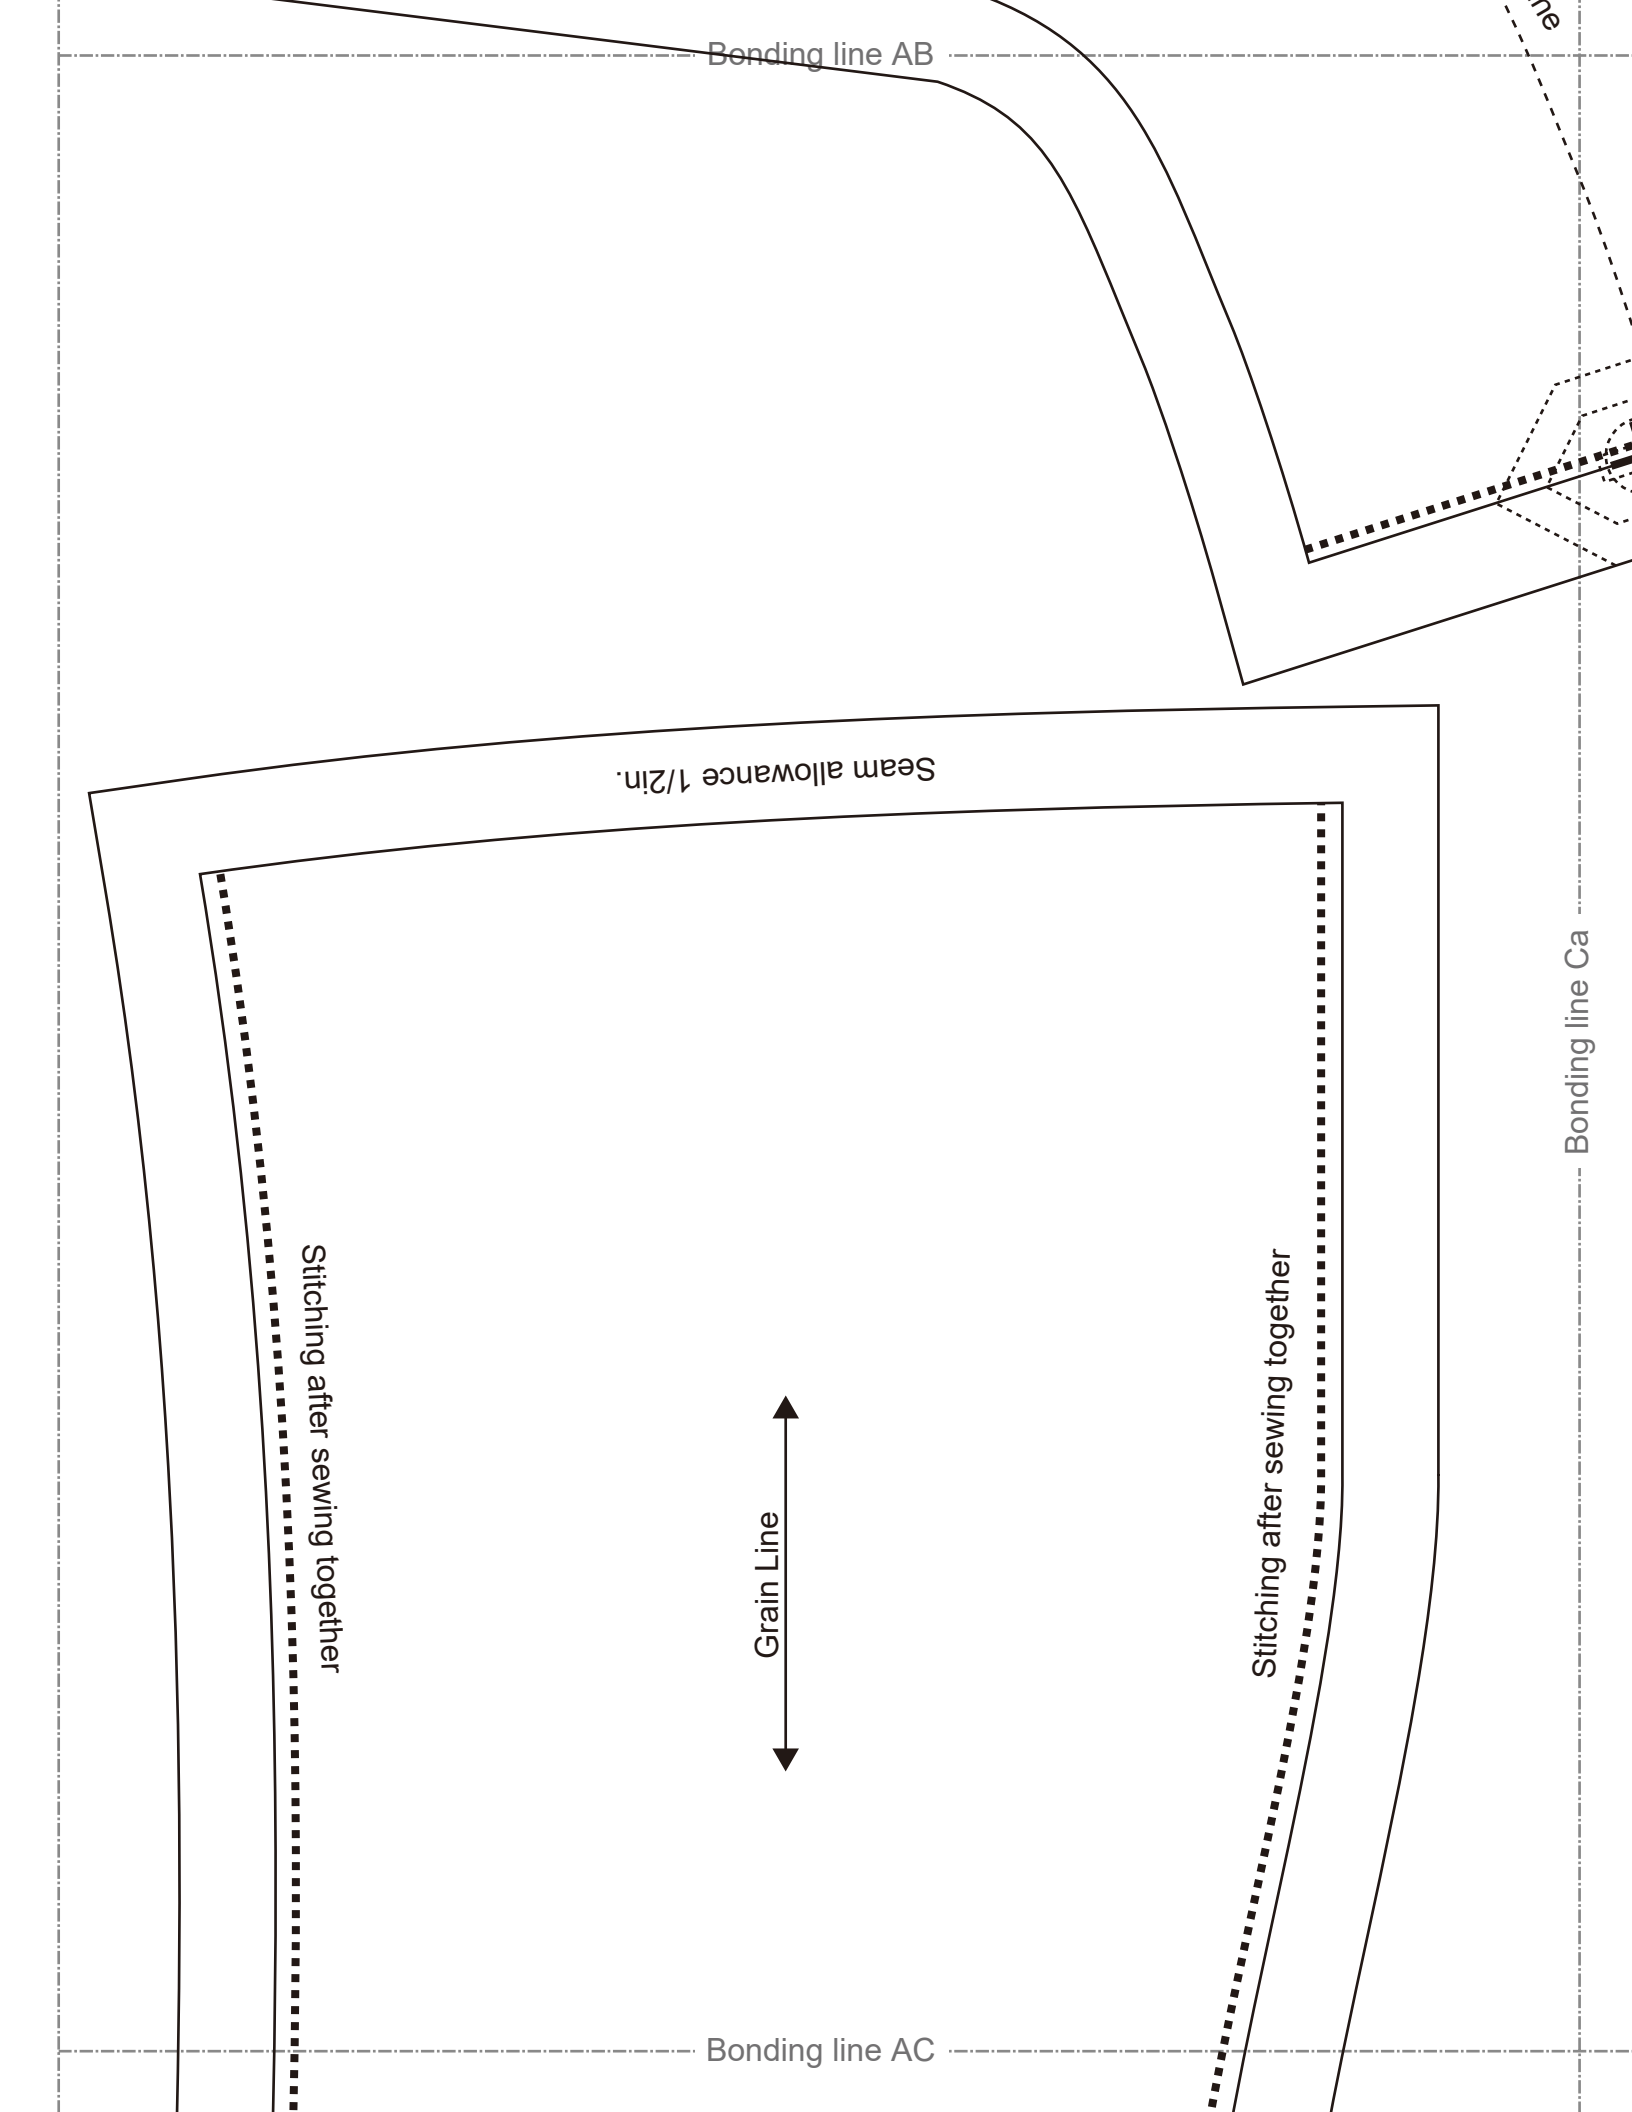 Bonding line AB
Seam allowance 1/2in.
Bonding line Ca
Stitching after sewing together
Stitching after sewing together
Grain Line
Bonding line AC